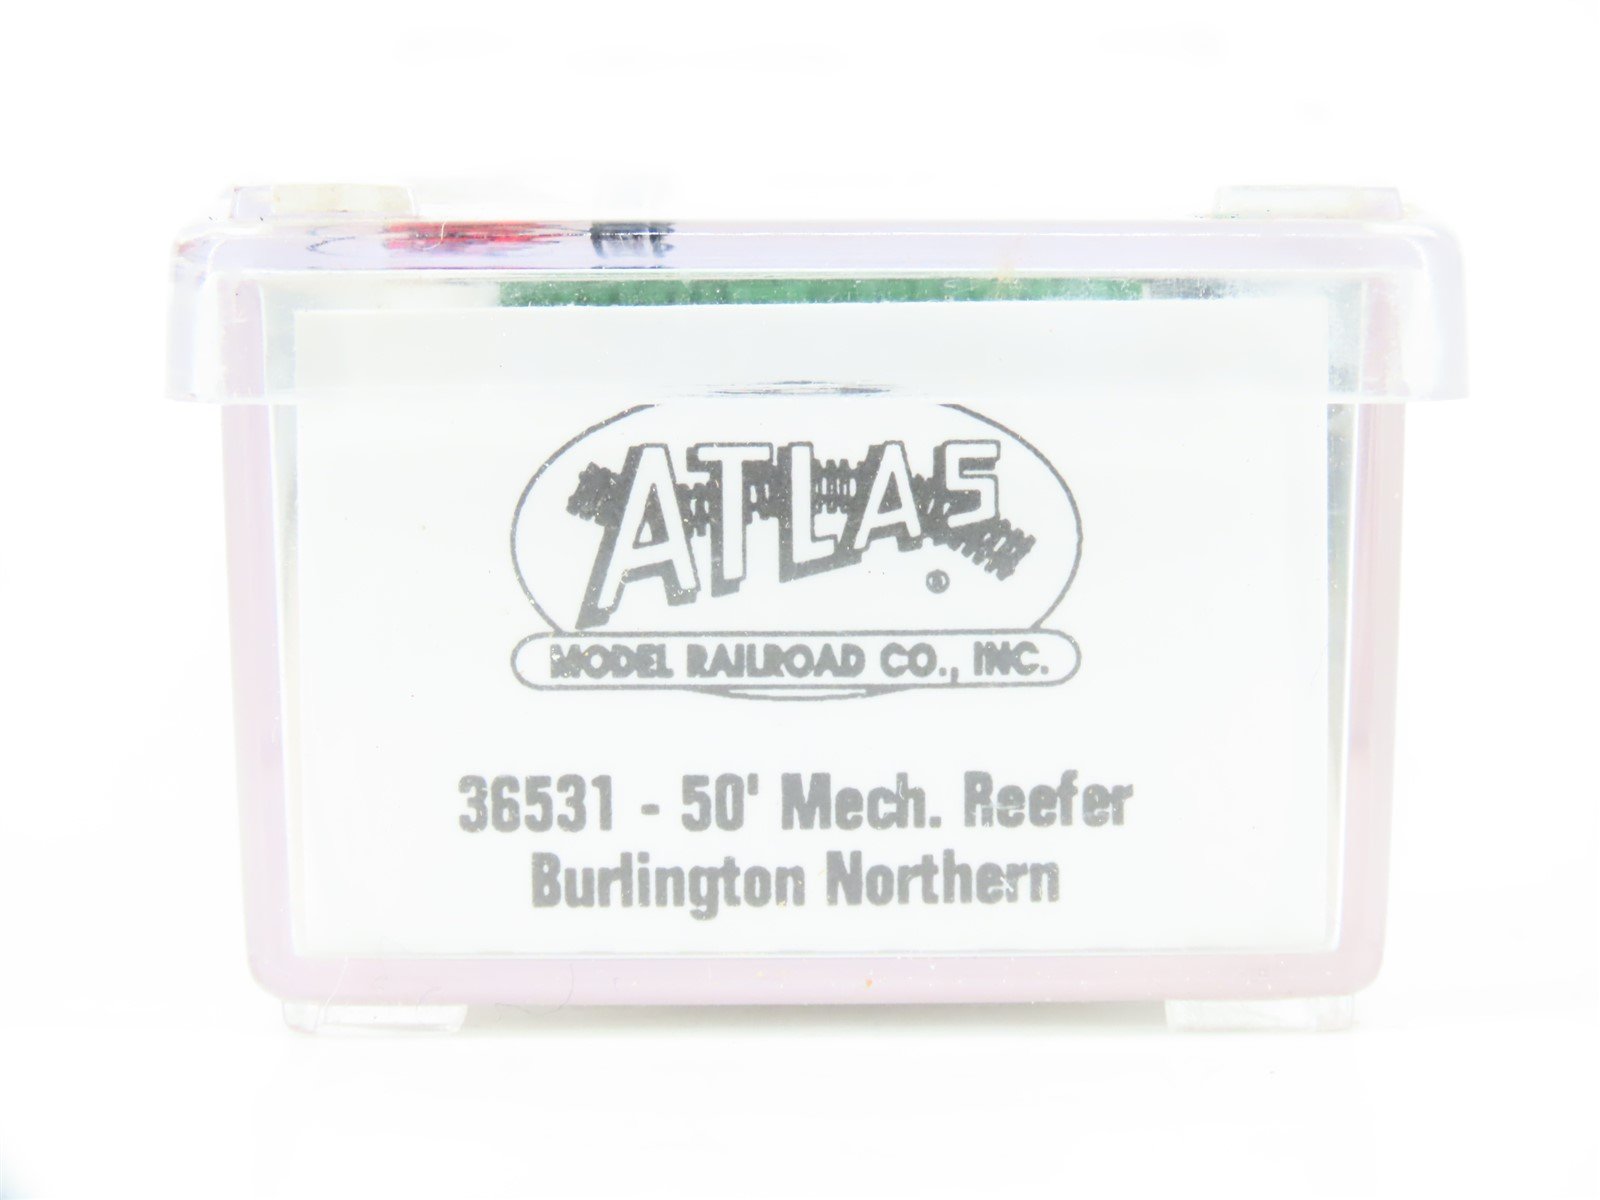 ATLAS ®
MODEL RAILROAD CO., INC.
36531 - 50' Mech. Reefer
Burlington Northern